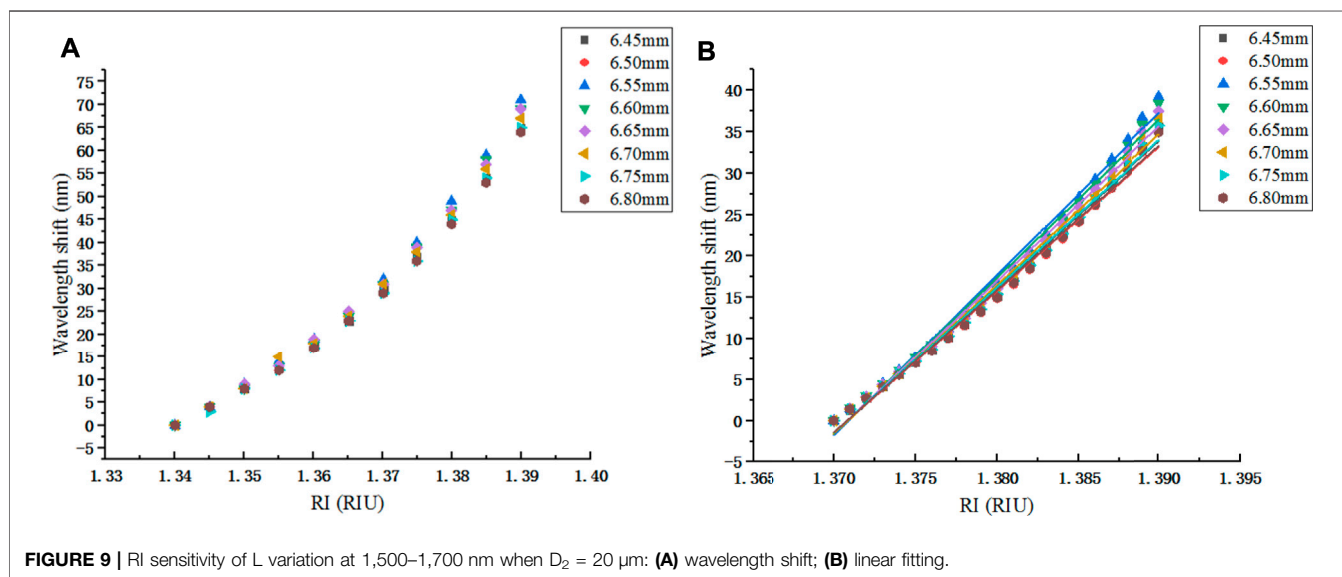 A
6.45mm
6.50mm
6.55mm
6.60mm
6.65mm
6.70mm
6.75mm
6.80mm
Wavelength shift (nm)
75
70
65
60
55
50
45
40
35
30
25
20
15
10
5
0
−5
1.33
1.34
1.35
1.36
1.37
1.38
1.39
1.40
RI (RIU)
B
6.45mm
6.50mm
6.55mm
6.60mm
6.65mm
6.70mm
6.75mm
6.80mm
Wavelength shift (nm)
40
35
30
25
20
15
10
5
0
−5
1.365
1.370
1.375
1.380
1.385
1.390
1.395
RI (RIU)
FIGURE 9 | RI sensitivity of L variation at 1,500–1,700 nm when D₂ = 20 μm: (A) wavelength shift; (B) linear fitting.